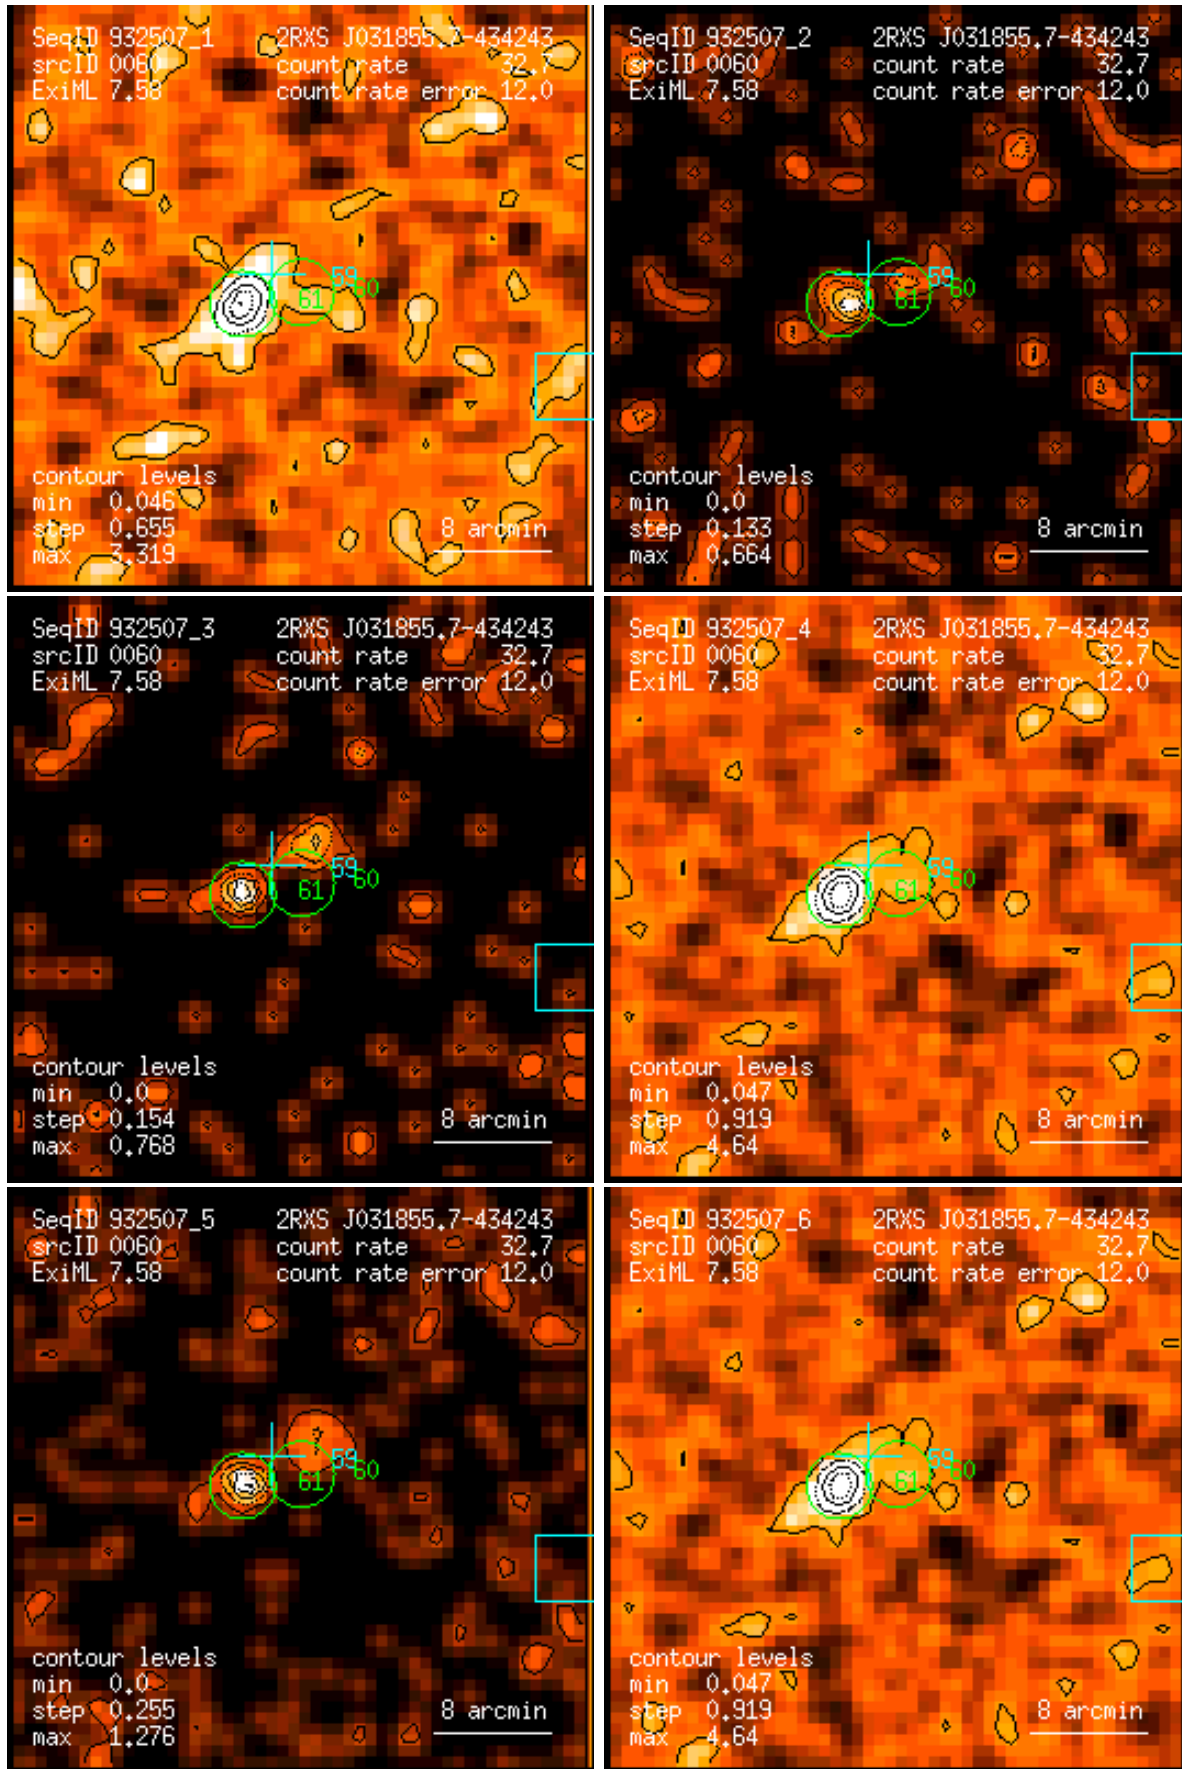 SeqID 932507_1 2RXS J031855.7-434243
srcID 0060 count rate 32.7
ExiML 7.58 count rate error 12.0
59
60
61
contour levels
min 0.046
step 0.655 8 arcmin
max 3.319
SeqID 932507_2 2RXS J031855.7-434243
srcID 0060 count rate 32.7
ExiML 7.58 count rate error 12.0
59
60
61
contour levels
min 0.0
step 0.133 8 arcmin
max 0.664
SeqID 932507_3 2RXS J031855.7-434243
srcID 0060 count rate 32.7
ExiML 7.58 count rate error 12.0
59
60
61
contour levels
min 0.0
step 0.154 8 arcmin
max 0.768
SeqID 932507_4 2RXS J031855.7-434243
srcID 0060 count rate 32.7
ExiML 7.58 count rate error 12.0
59
60
61
contour levels
min 0.047
step 0.919 8 arcmin
max 4.64
SeqID 932507_5 2RXS J031855.7-434243
srcID 0060 count rate 32.7
ExiML 7.58 count rate error 12.0
59
60
61
contour levels
min 0.0
step 0.255 8 arcmin
max 1.276
SeqID 932507_6 2RXS J031855.7-434243
srcID 0060 count rate 32.7
ExiML 7.58 count rate error 12.0
59
60
61
contour levels
min 0.047
step 0.919 8 arcmin
max 4.64